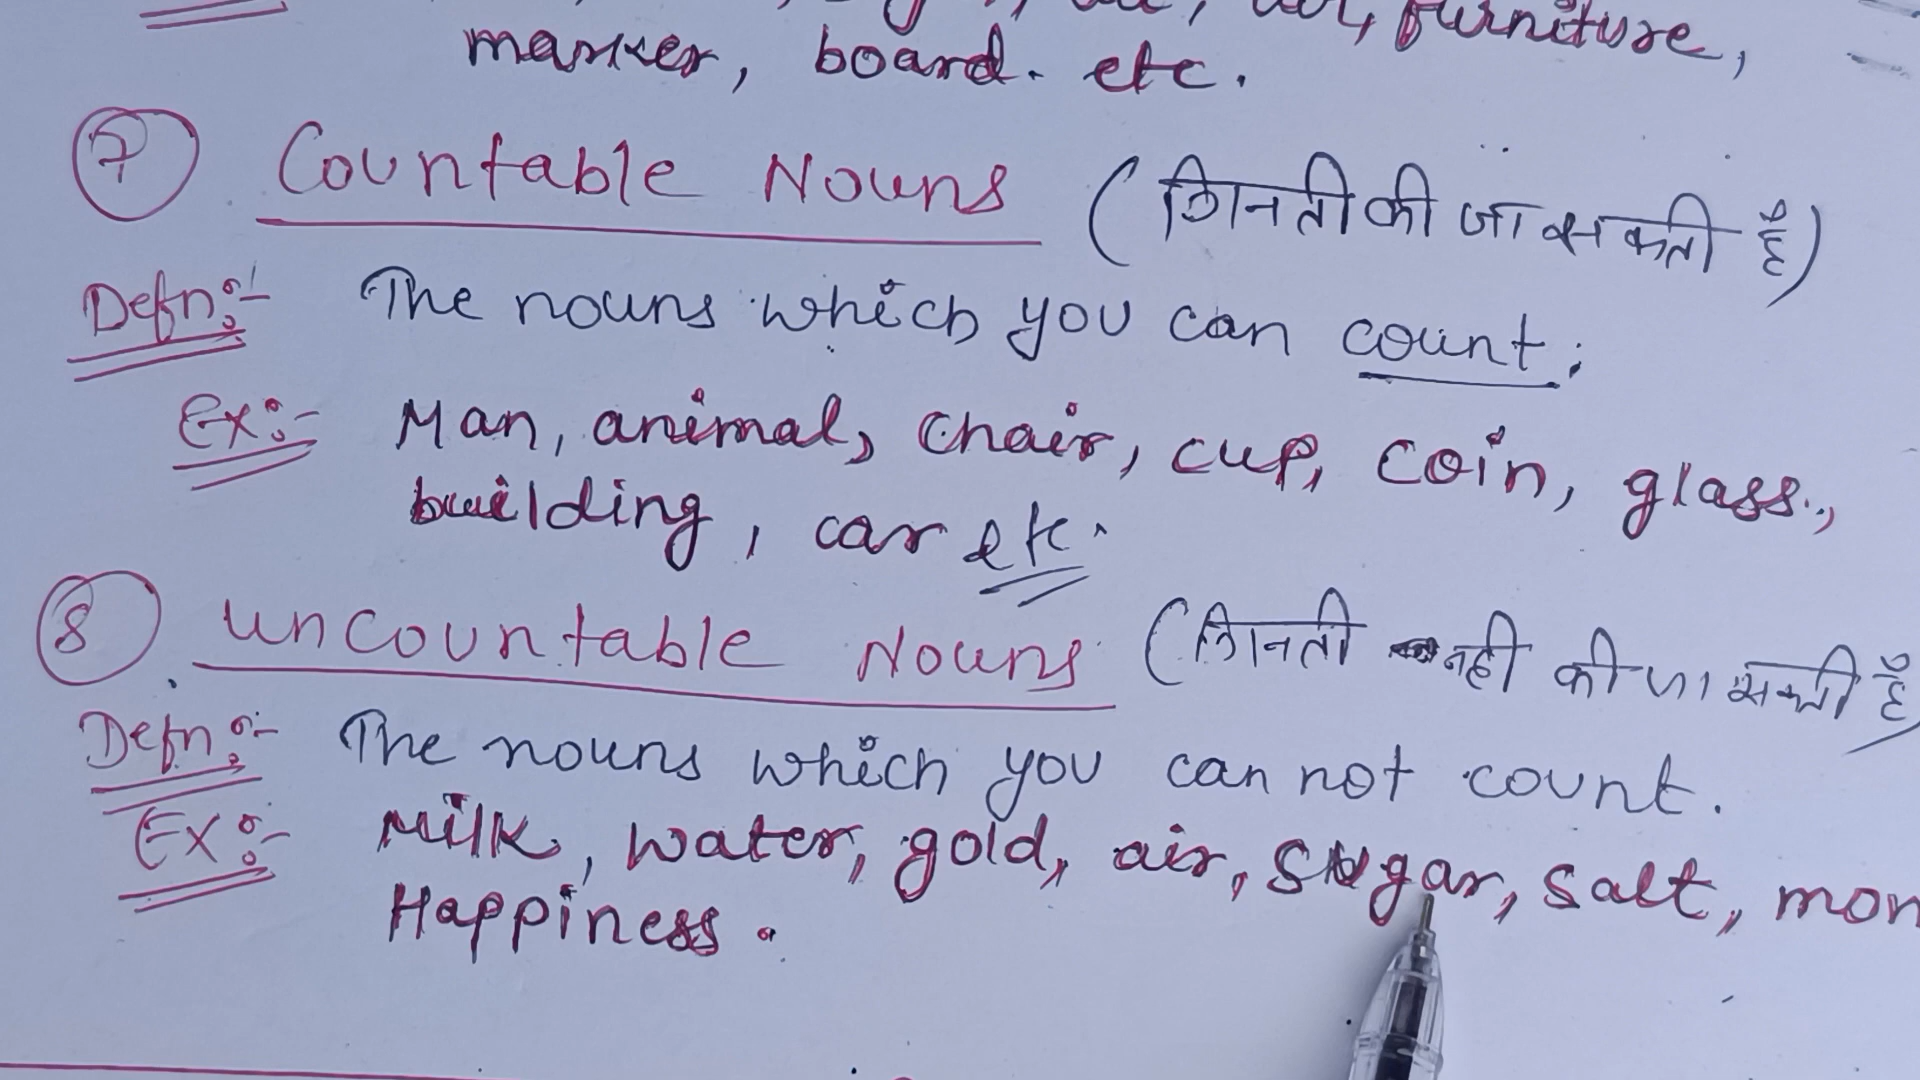 furniture,
marker, board. etc.
7 Countable Nouns (गिनती की जा सकती है)
Defn:- The nouns which you can count.
Ex:- Man, animal, chair, cup, coin, glass.,
building, car etc.
8 Uncountable Nouns (गिनती नही की जा सकती है)
Defn:- The nouns which you can not count.
Ex:- Milk, water, gold, air, sugar, salt, mon
Happiness.